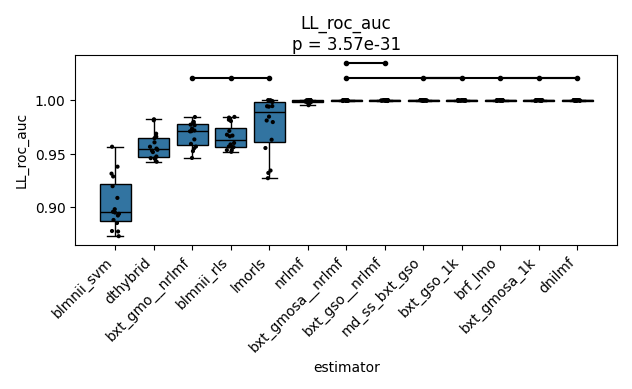 LL_roc_auc
p = 3.57e-31
LL_roc_auc
1.00
0.95
0.90
blmnii_svm
dthybrid
bxt_gmo__nrlmf
blmnii_rls
lmorls
nrlmf
bxt_gmosa__nrlmf
bxt_gso__nrlmf
md_ss_bxt_gso
bxt_gso_1k
brf_lmo
bxt_gmosa_1k
dnilmf
estimator